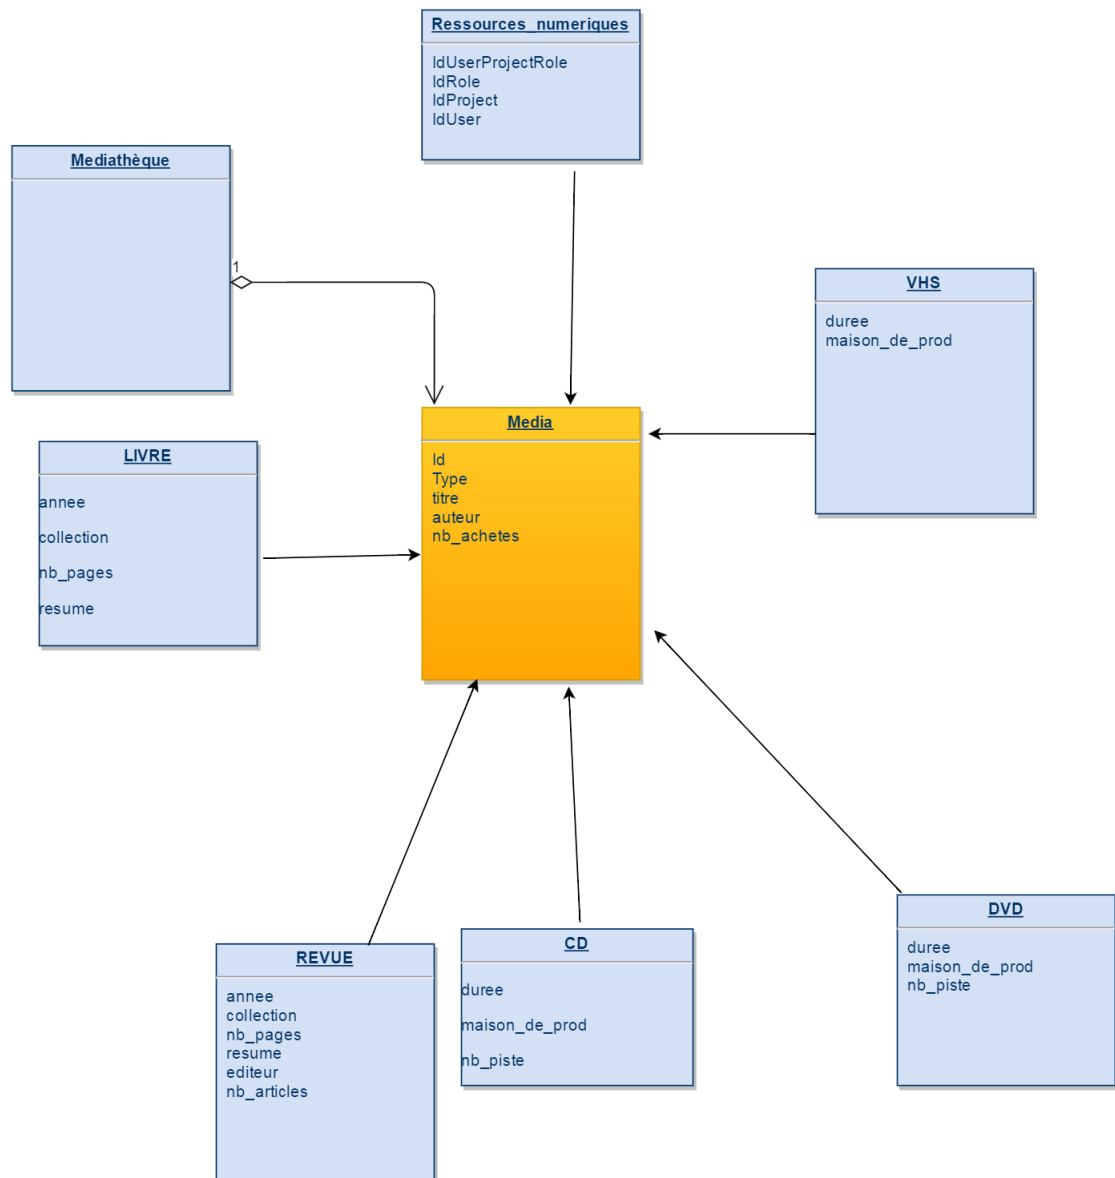 Ressources_numeriques
IdUserProjectRole
IdRole
IdProject
IdUser
Mediathèque
1
VHS
duree
maison_de_prod
Media
Id
Type
titre
auteur
nb_achetes
LIVRE
annee
collection
nb_pages
resume
REVUE
annee
collection
nb_pages
resume
editeur
nb_articles
CD
duree
maison_de_prod
nb_piste
DVD
duree
maison_de_prod
nb_piste